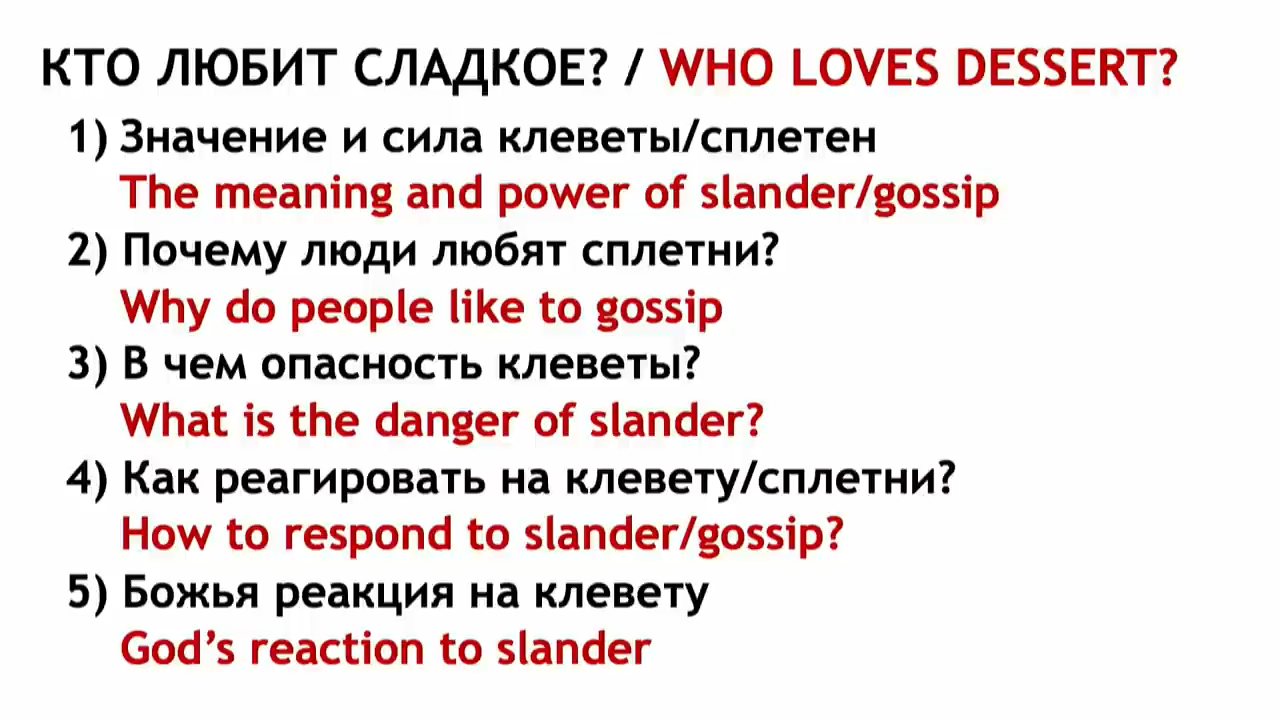 КТО ЛЮБИТ СЛАДКОЕ? / WHO LOVES DESSERT?
1) Значение и сила клеветы/сплетен
The meaning and power of slander/gossip
2) Почему люди любят сплетни?
Why do people like to gossip
3) В чем опасность клеветы?
What is the danger of slander?
4) Как реагировать на клевету/сплетни?
How to respond to slander/gossip?
5) Божья реакция на клевету
God’s reaction to slander